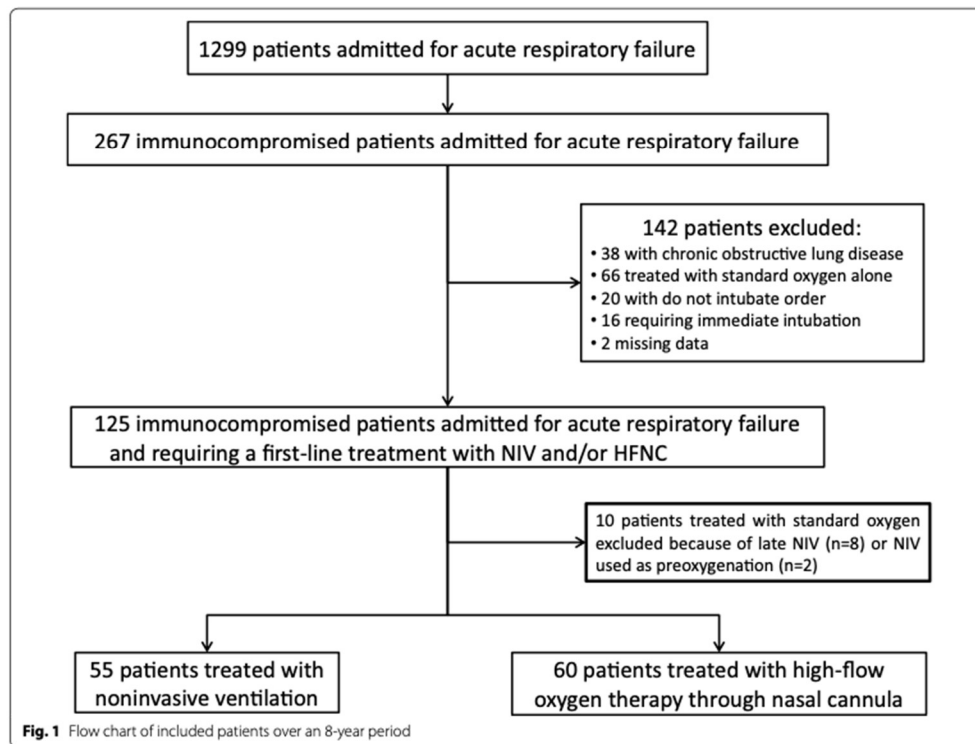 1299 patients admitted for acute respiratory failure
267 immunocompromised patients admitted for acute respiratory failure
142 patients excluded:
• 38 with chronic obstructive lung disease
• 66 treated with standard oxygen alone
• 20 with do not intubate order
• 16 requiring immediate intubation
• 2 missing data
125 immunocompromised patients admitted for acute respiratory failure
and requiring a first-line treatment with NIV and/or HFNC
10 patients treated with standard oxygen
excluded because of late NIV (n=8) or NIV
used as preoxygenation (n=2)
55 patients treated with
noninvasive ventilation
60 patients treated with high-flow
oxygen therapy through nasal cannula
Fig. 1 Flow chart of included patients over an 8-year period